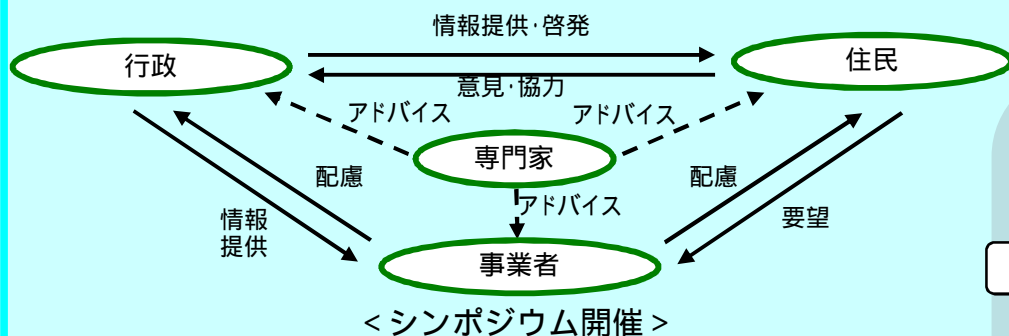 情報提供･啓発
行政
住民
意見･協力
アドバイス
アドバイス
専門家
配慮
配慮
アドバイス
情報
提供
要望
事業者
<シンポジウム開催>